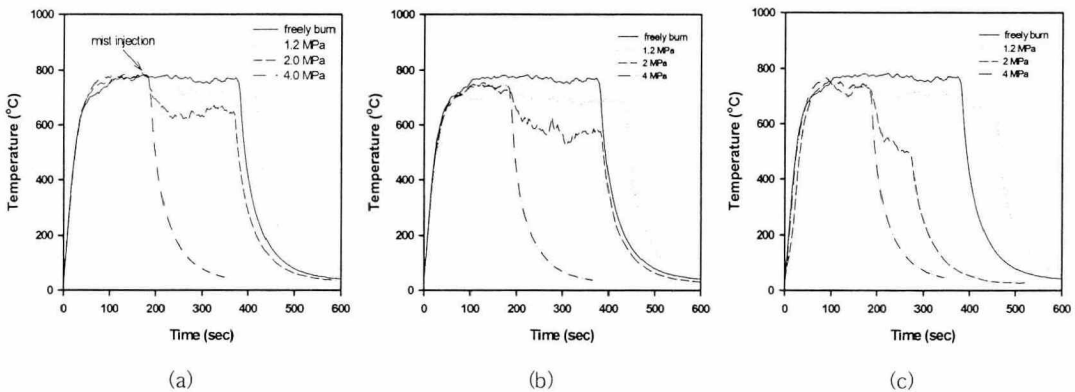 1000
800
600
400
200
0
Temperature (°C)
mist injection
freely burn
1.2 MPa
2.0 MPa
4.0 MPa
0 100 200 300 400 500 600
Time (sec)
(a)
1000
800
600
400
200
0
Temperature (°C)
freely burn
1.2 MPa
2 MPa
4 MPa
0 100 200 300 400 500 600
Time (sec)
(b)
1000
800
600
400
200
0
Temperature (°C)
freely burn
1.2 MPa
2 MPa
4 MPa
0 100 200 300 400 500 600
Time (sec)
(c)